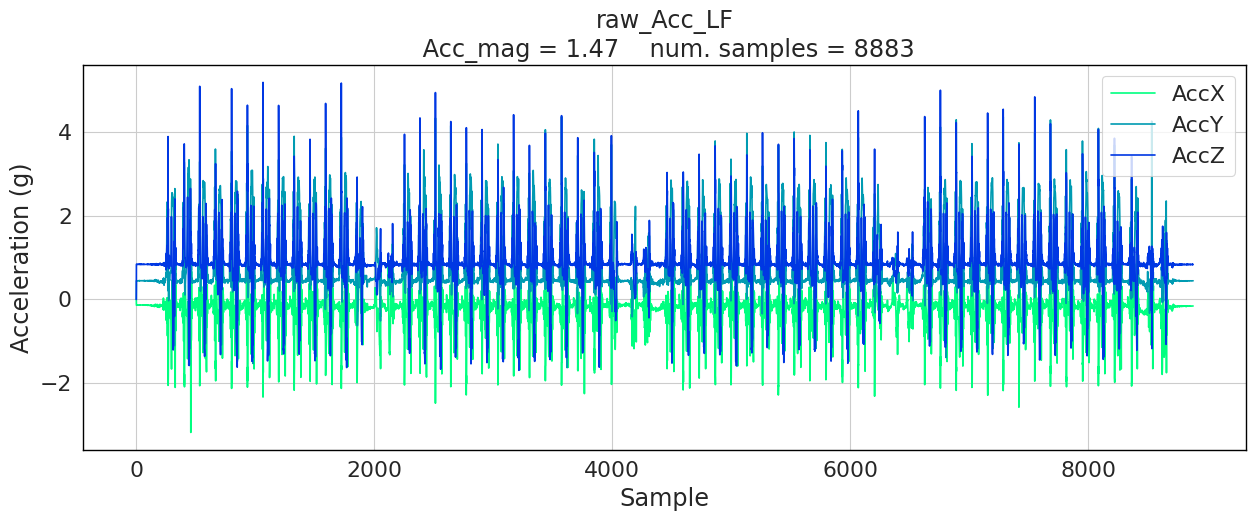 raw_Acc_LF
Acc_mag = 1.47    num. samples = 8883
AccX
AccY
AccZ
Acceleration (g)
4
2
0
−2
0
2000
4000
6000
8000
Sample